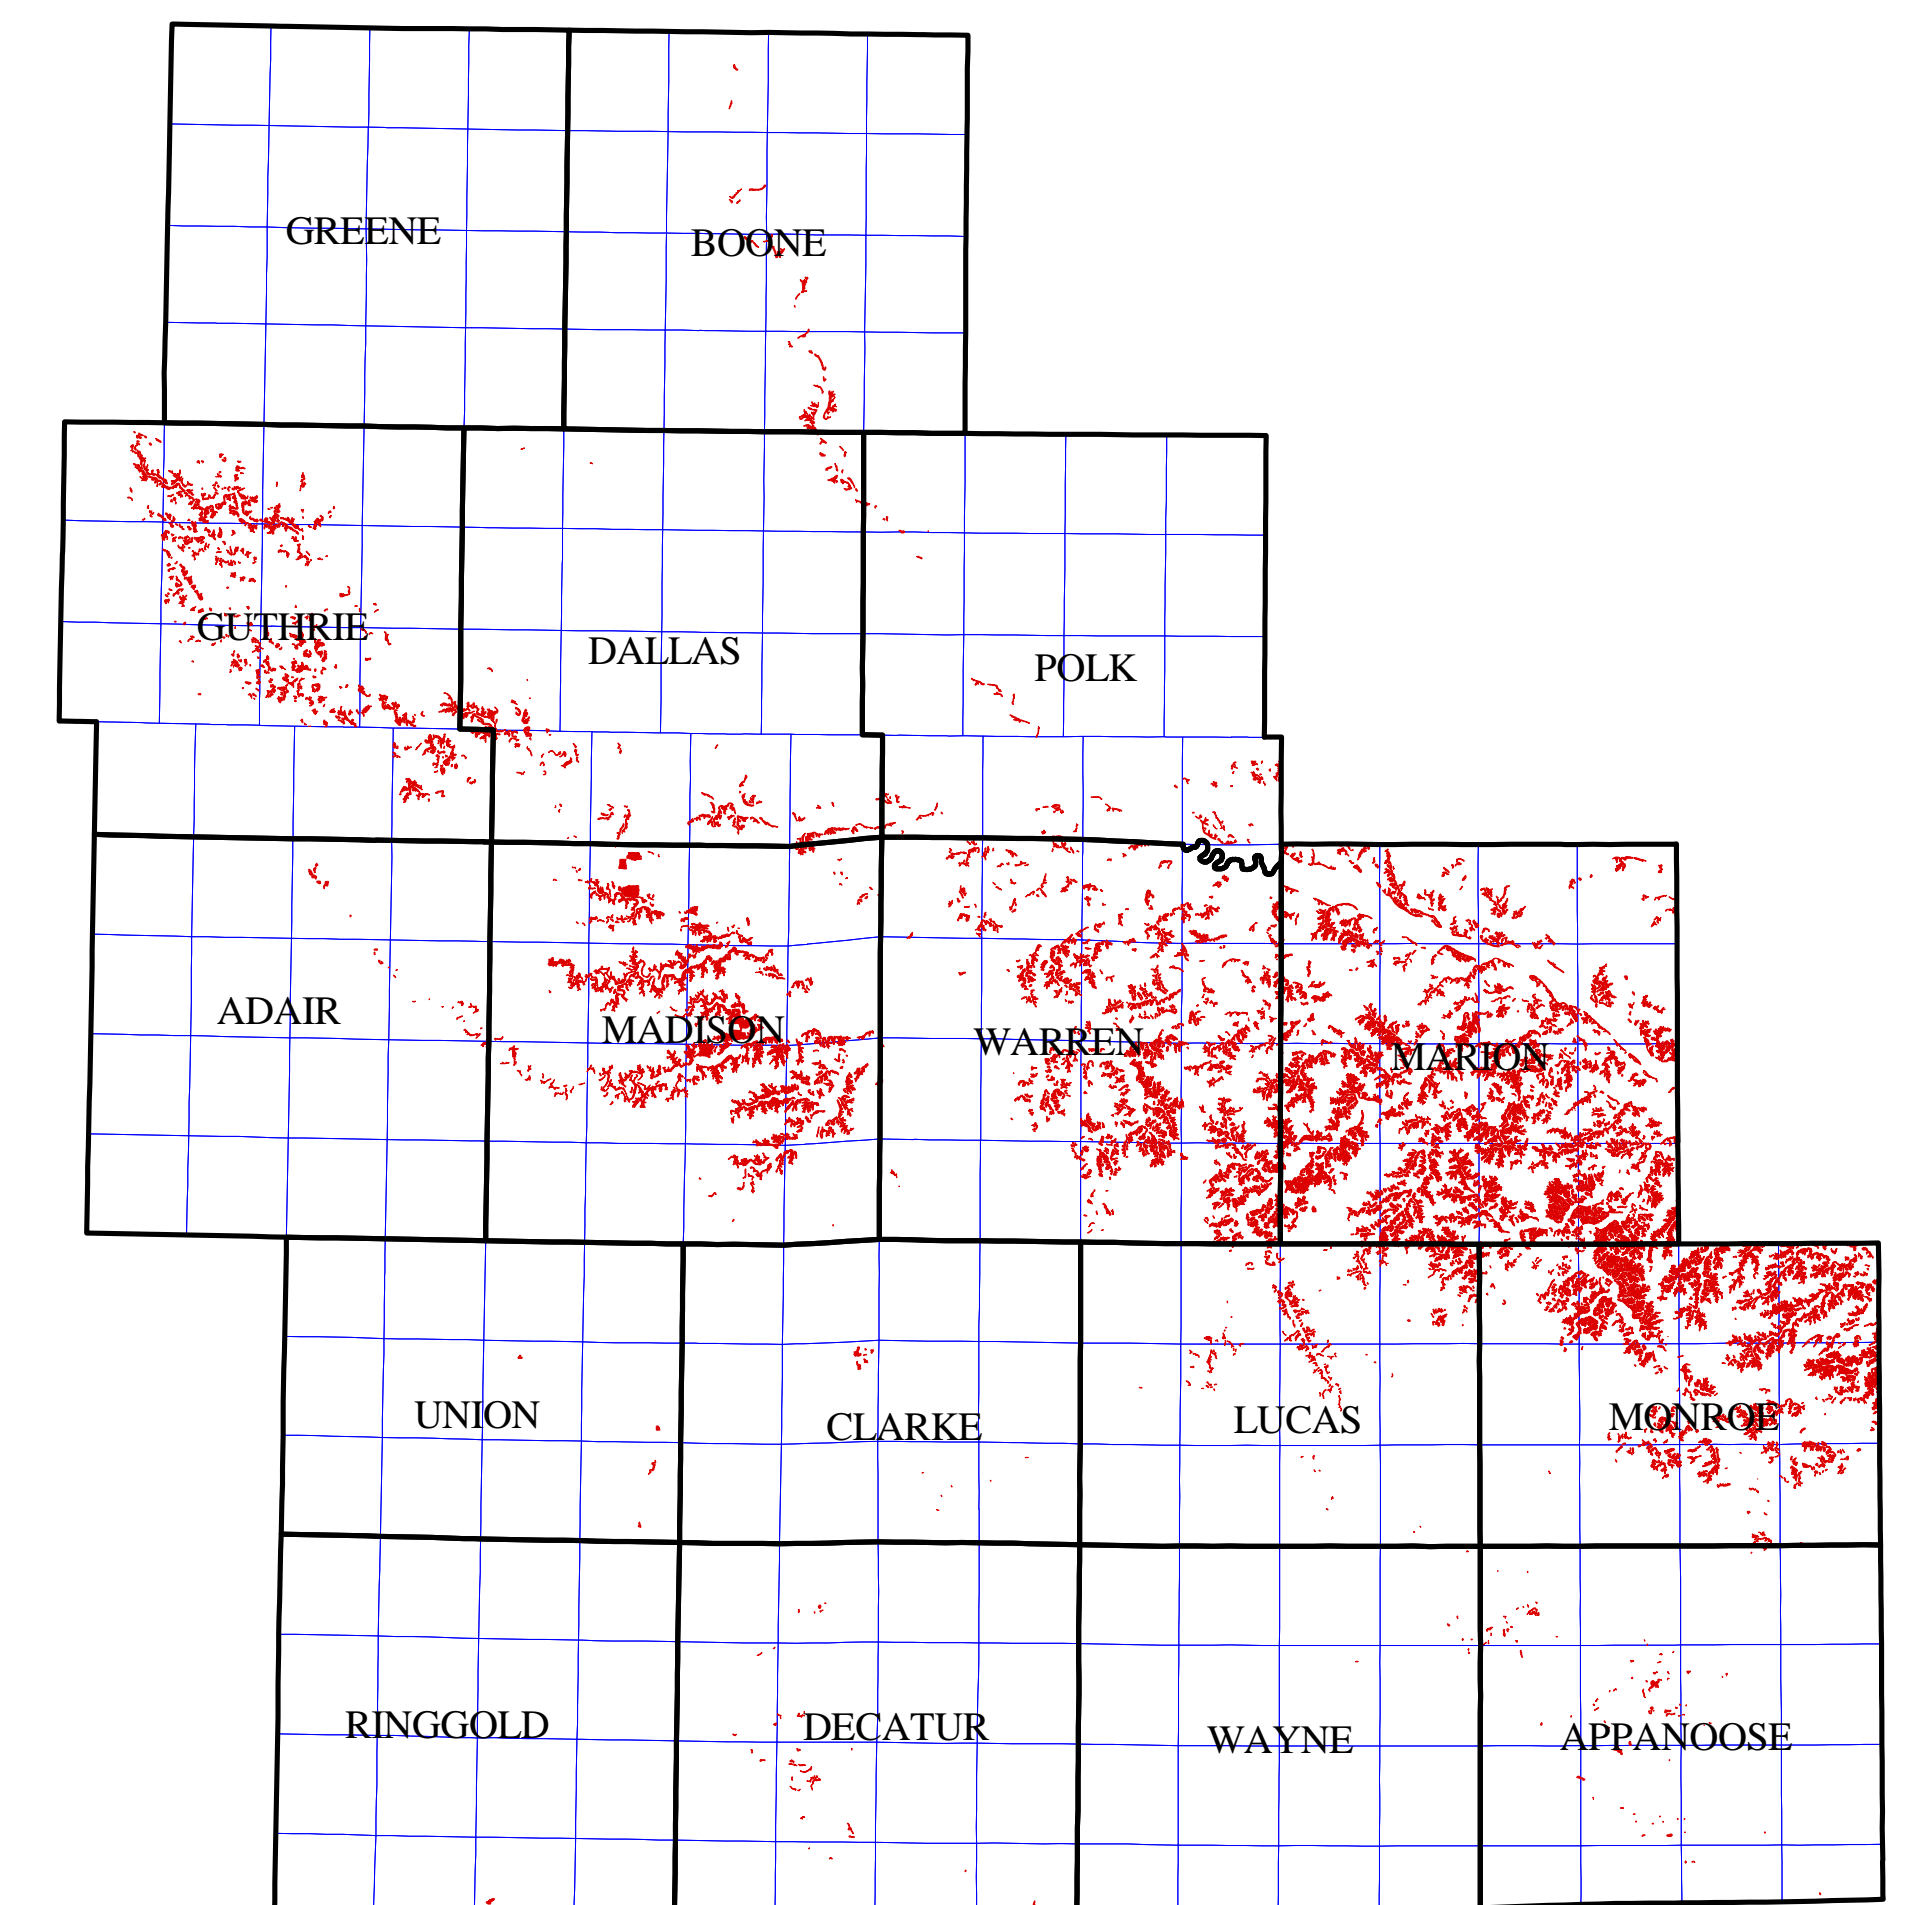 GREENE
BOONE
GUTHRIE
DALLAS
POLK
ADAIR
MADISON
WARREN
MARION
UNION
CLARKE
LUCAS
MONROE
RINGGOLD
DECATUR
WAYNE
APPANOOSE